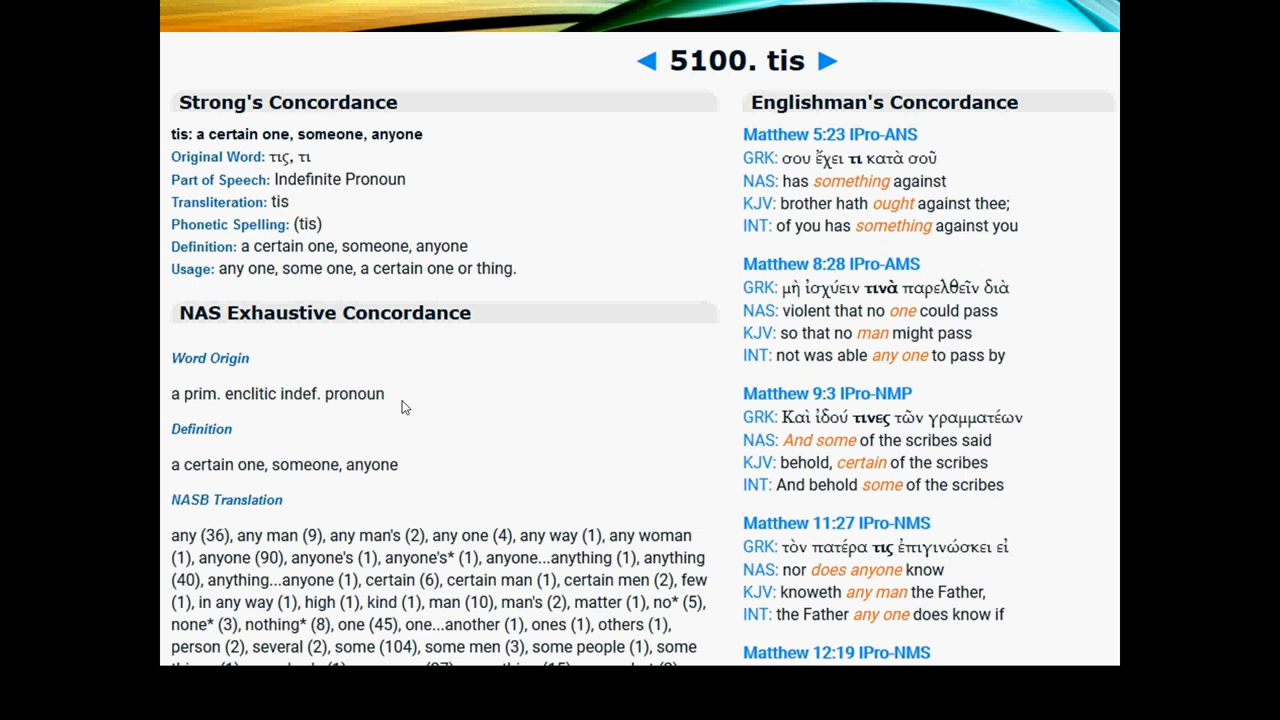 ◄ 5100. tis ►
Strong's Concordance
tis: a certain one, someone, anyone
Original Word: τις, τι
Part of Speech: Indefinite Pronoun
Transliteration: tis
Phonetic Spelling: (tis)
Definition: a certain one, someone, anyone
Usage: any one, some one, a certain one or thing.
NAS Exhaustive Concordance
Word Origin
a prim. enclitic indef. pronoun
Definition
a certain one, someone, anyone
NASB Translation
any (36), any man (9), any man's (2), any one (4), any way (1), any woman
(1), anyone (90), anyone's (1), anyone's* (1), anyone...anything (1), anything
(40), anything...anyone (1), certain (6), certain man (1), certain men (2), few
(1), in any way (1), high (1), kind (1), man (10), man's (2), matter (1), no* (5),
none* (3), nothing* (8), one (45), one...another (1), ones (1), others (1),
person (2), several (2), some (104), some men (3), some people (1), some
Englishman's Concordance
Matthew 5:23 IPro-ANS
GRK: σου ἔχει τι κατὰ σοῦ
NAS: has something against
KJV: brother hath ought against thee;
INT: of you has something against you
Matthew 8:28 IPro-AMS
GRK: μὴ ἰσχύειν τινὰ παρελθεῖν διὰ
NAS: violent that no one could pass
KJV: so that no man might pass
INT: not was able any one to pass by
Matthew 9:3 IPro-NMP
GRK: Καὶ ἰδού τινες τῶν γραμματέων
NAS: And some of the scribes said
KJV: behold, certain of the scribes
INT: And behold some of the scribes
Matthew 11:27 IPro-NMS
GRK: τὸν πατέρα τις ἐπιγινώσκει εἰ
NAS: nor does anyone know
KJV: knoweth any man the Father,
INT: the Father any one does know if
Matthew 12:19 IPro-NMS